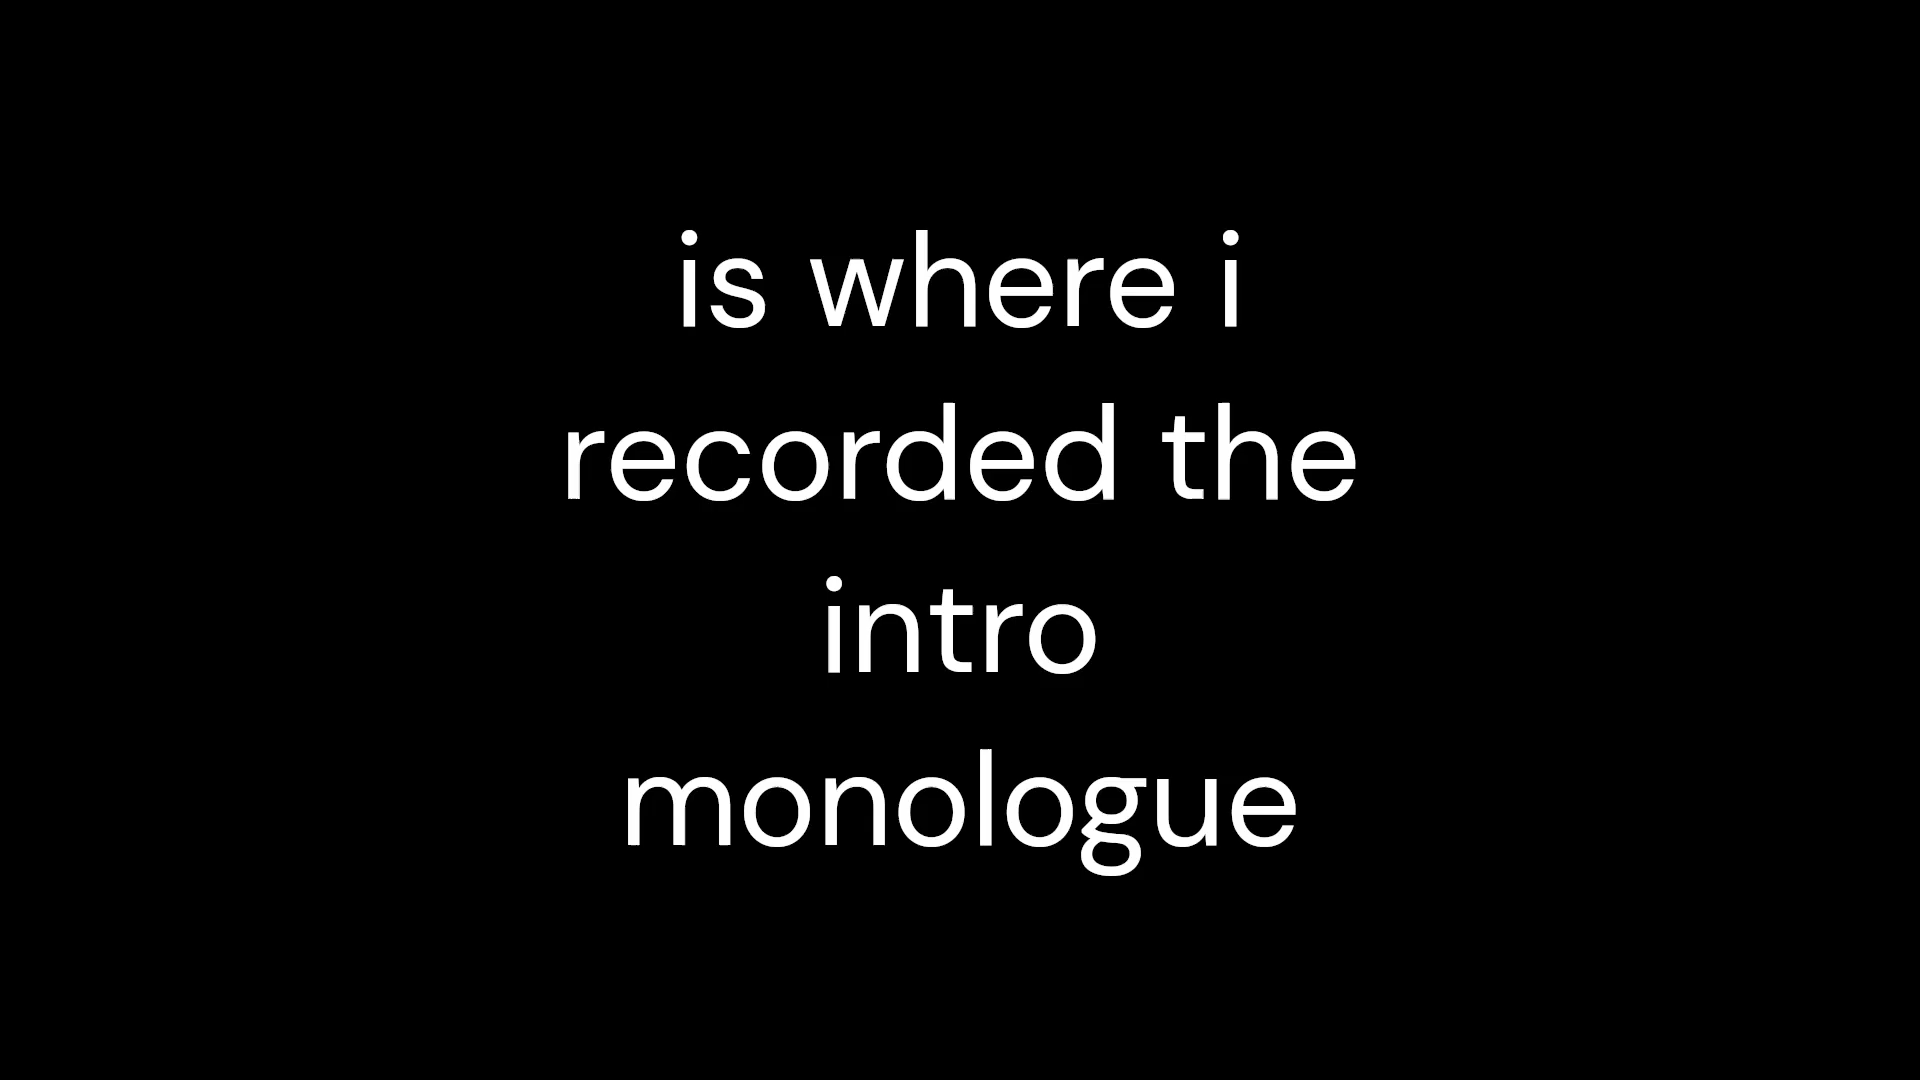 is where i
recorded the
intro
monologue